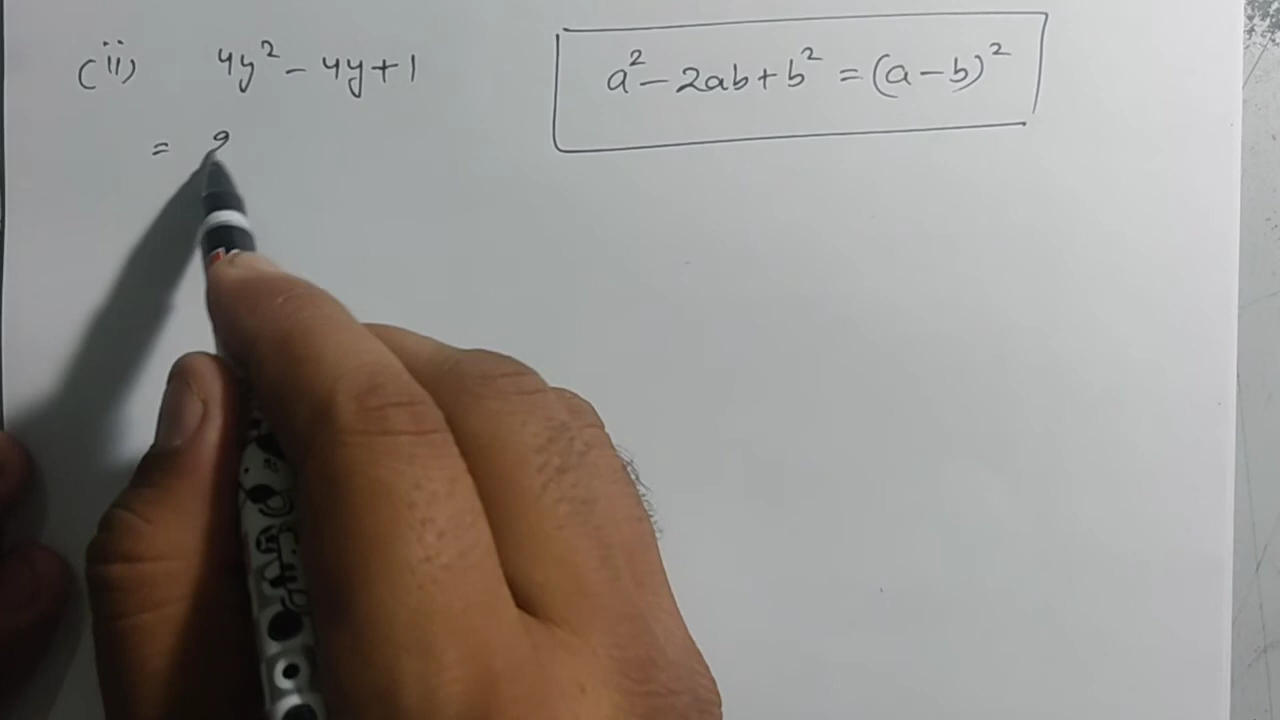 (ii) 4y² - 4y + 1
a² - 2ab + b² = (a - b)²
=